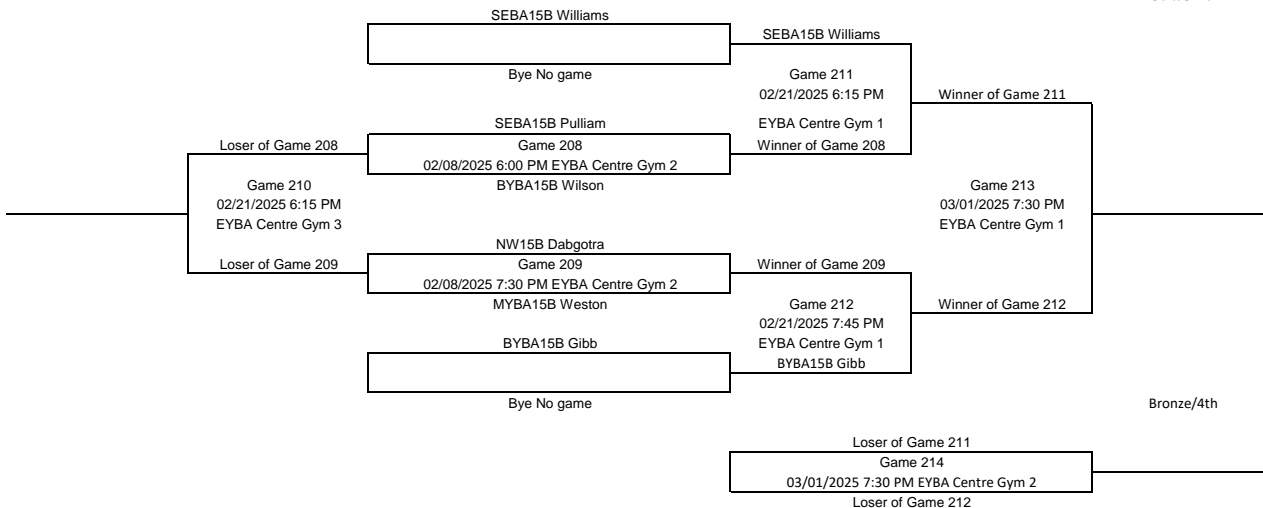 SEBA15B Williams
SEBA15B Williams
Bye No game
Game 211
02/21/2025 6:15 PM
Winner of Game 211
SEBA15B Pulliam
EYBA Centre Gym 1
Loser of Game 208
Game 208
Winner of Game 208
02/08/2025 6:00 PM EYBA Centre Gym 2
Game 210
BYBA15B Wilson
Game 213
02/21/2025 6:15 PM
03/01/2025 7:30 PM
EYBA Centre Gym 3
EYBA Centre Gym 1
NW15B Dabgotra
Loser of Game 209
Game 209
Winner of Game 209
02/08/2025 7:30 PM EYBA Centre Gym 2
MYBA15B Weston
Game 212
Winner of Game 212
02/21/2025 7:45 PM
BYBA15B Gibb
EYBA Centre Gym 1
BYBA15B Gibb
Bye No game
Bronze/4th
Loser of Game 211
Game 214
03/01/2025 7:30 PM EYBA Centre Gym 2
Loser of Game 212